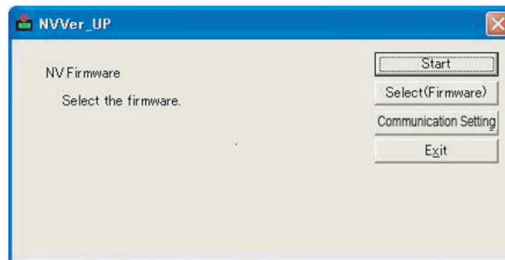 NVVer_UP
NV Firmware
Select the firmware.
Start
Select(Firmware)
Communication Setting
Exit